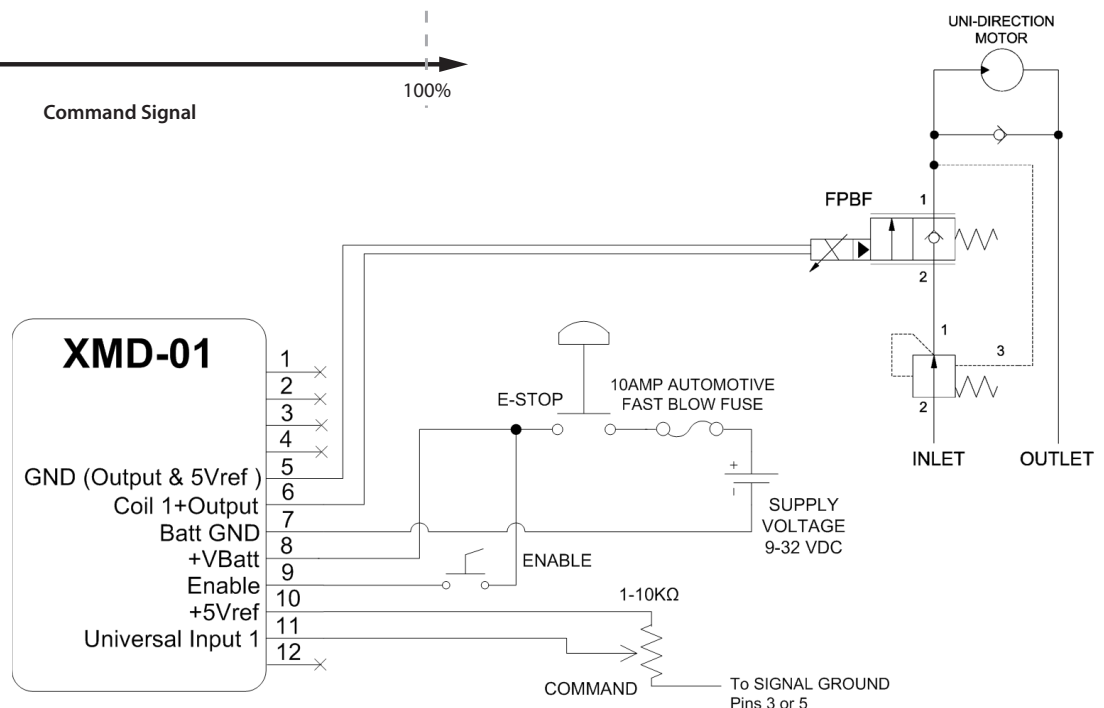 UNI-DIRECTION
MOTOR
100%
Command Signal
FPBF
1
2
1
3
2
INLET
OUTLET
XMD-01
1
2
3
4
GND (Output & 5Vref )
5
Coil 1+Output
6
Batt GND
7
+VBatt
8
Enable
9
+5Vref
10
Universal Input 1
11
12
E-STOP
10AMP AUTOMOTIVE
FAST BLOW FUSE
+
-
SUPPLY
VOLTAGE
9-32 VDC
ENABLE
1-10KΩ
COMMAND
To SIGNAL GROUND
Pins 3 or 5